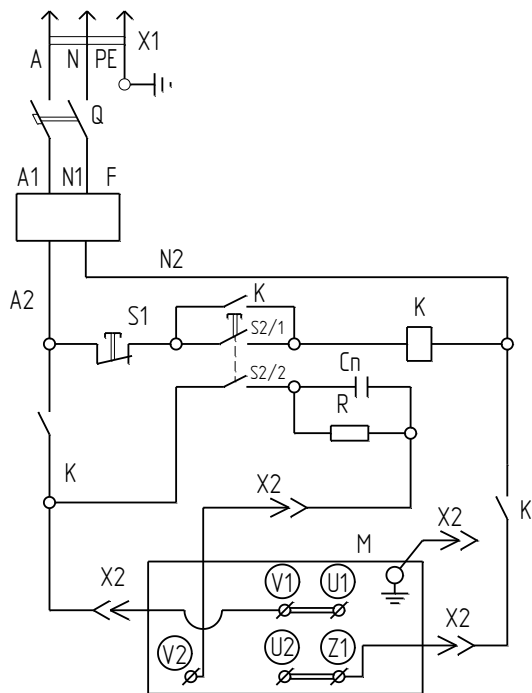 X1
A N PE
Q
A1 N1 F
N2
A2
K
S1
K
S2/1
Cп
S2/2
R
K
X2
K
X2
M
X2
V1 U1
X2
V2
U2 Z1